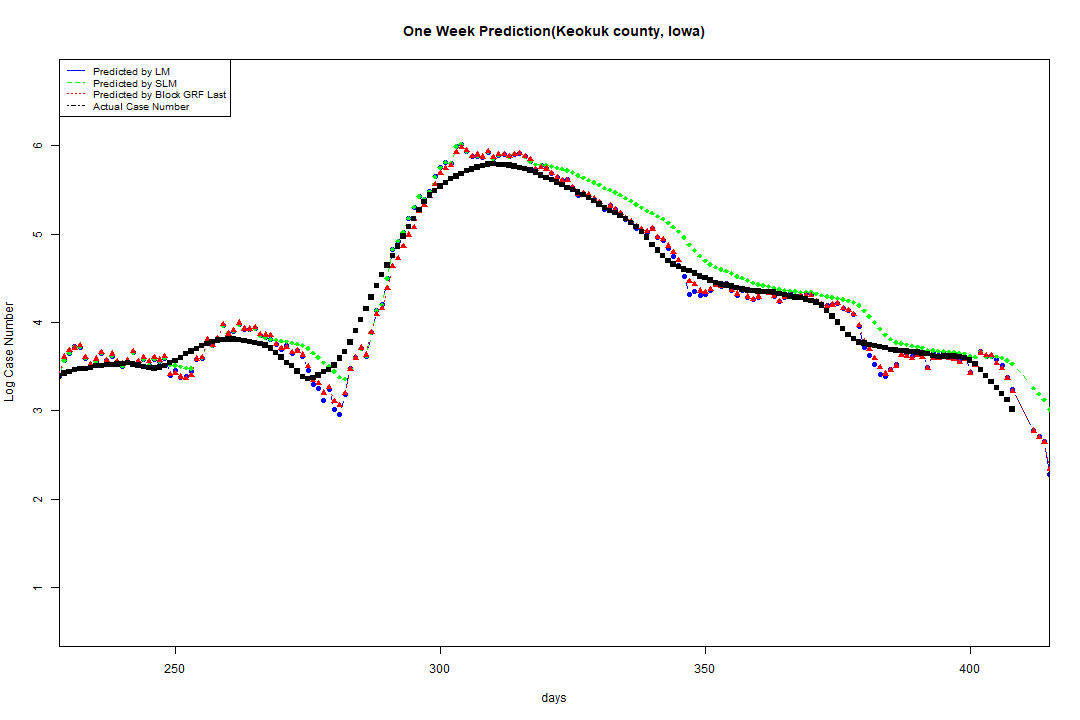 One Week Prediction(Keokuk county, Iowa)
Predicted by LM
Predicted by SLM
Predicted by Block GRF Last
Actual Case Number
6
5
4
3
2
1
Log Case Number
250
300
350
400
days